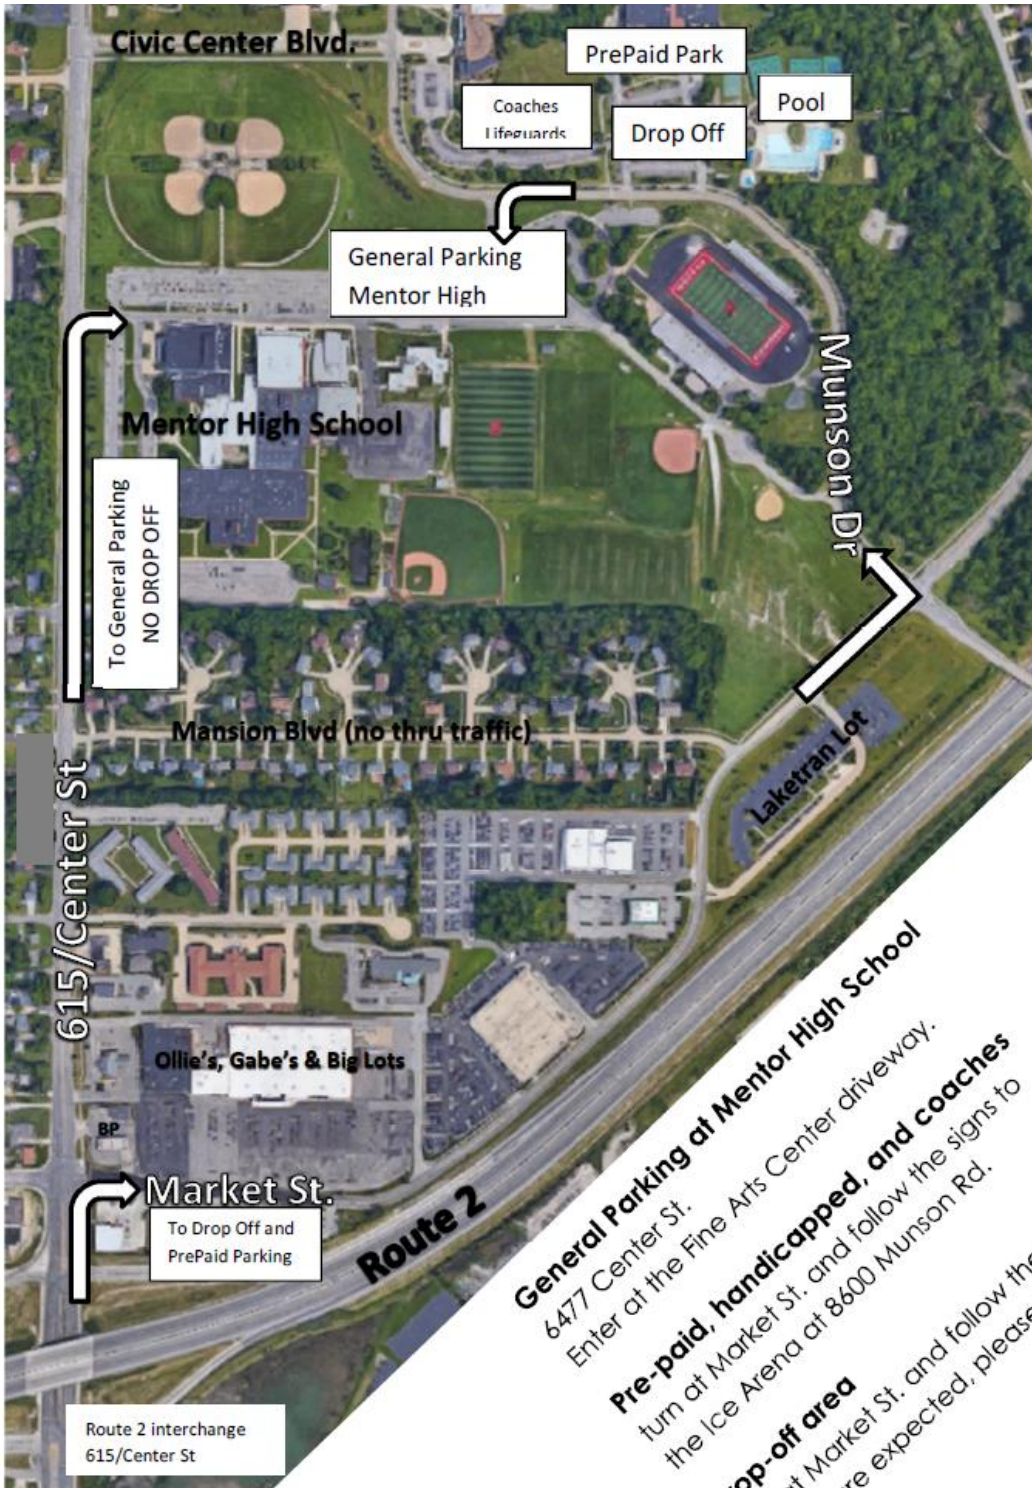 Civic Center Blvd.
PrePaid Park
Coaches
Lifeguards
Drop Off
Pool
General Parking
Mentor High
Munson Dr
Mentor High School
To General Parking
NO DROP OFF
Mansion Blvd (no thru traffic)
Laketran Lot
615/Center St
Ollie's, Gabe's & Big Lots
BP
Market St.
To Drop Off and
PrePaid Parking
Route 2
Route 2 interchange
615/Center St
General Parking at Mentor High School
6477 Center St.
Enter at the Fine Arts Center driveway.
Pre-paid, handicapped, and coaches
turn at Market St. and follow the signs to
the Ice Arena at 8600 Munson Rd.
op-off area
at Market St. and follow the
re expected, please